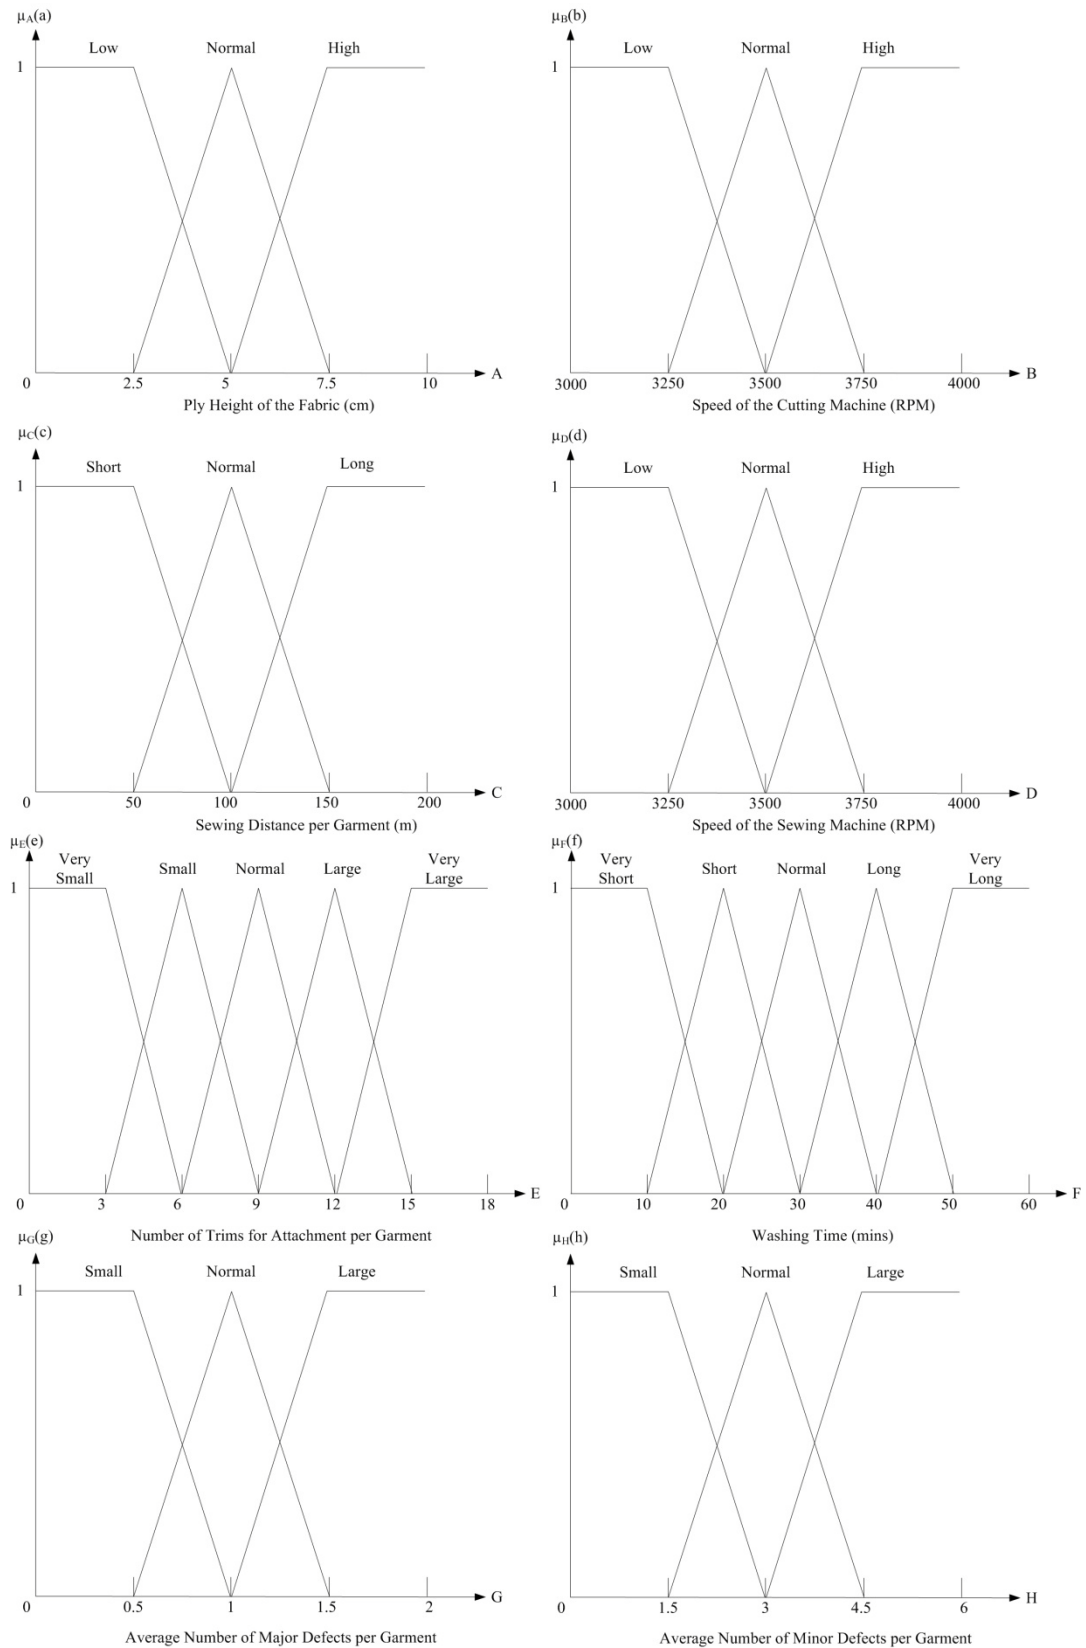 μA(a)
Low Normal High
1
0 2.5 5 7.5 10 A
Ply Height of the Fabric (cm)
μB(b)
Low Normal High
1
3000 3250 3500 3750 4000 B
Speed of the Cutting Machine (RPM)
μC(c)
Short Normal Long
1
0 50 100 150 200 C
Sewing Distance per Garment (m)
μD(d)
Low Normal High
1
3000 3250 3500 3750 4000 D
Speed of the Sewing Machine (RPM)
μE(e)
Very Small Normal Large Very
Small Large
1
0 3 6 9 12 15 18 E
Number of Trims for Attachment per Garment
μF(f)
Very Short Normal Long Very
Short Long
1
0 10 20 30 40 50 60 F
Washing Time (mins)
μG(g)
Small Normal Large
1
0 0.5 1 1.5 2 G
Average Number of Major Defects per Garment
μH(h)
Small Normal Large
1
0 1.5 3 4.5 6 H
Average Number of Minor Defects per Garment